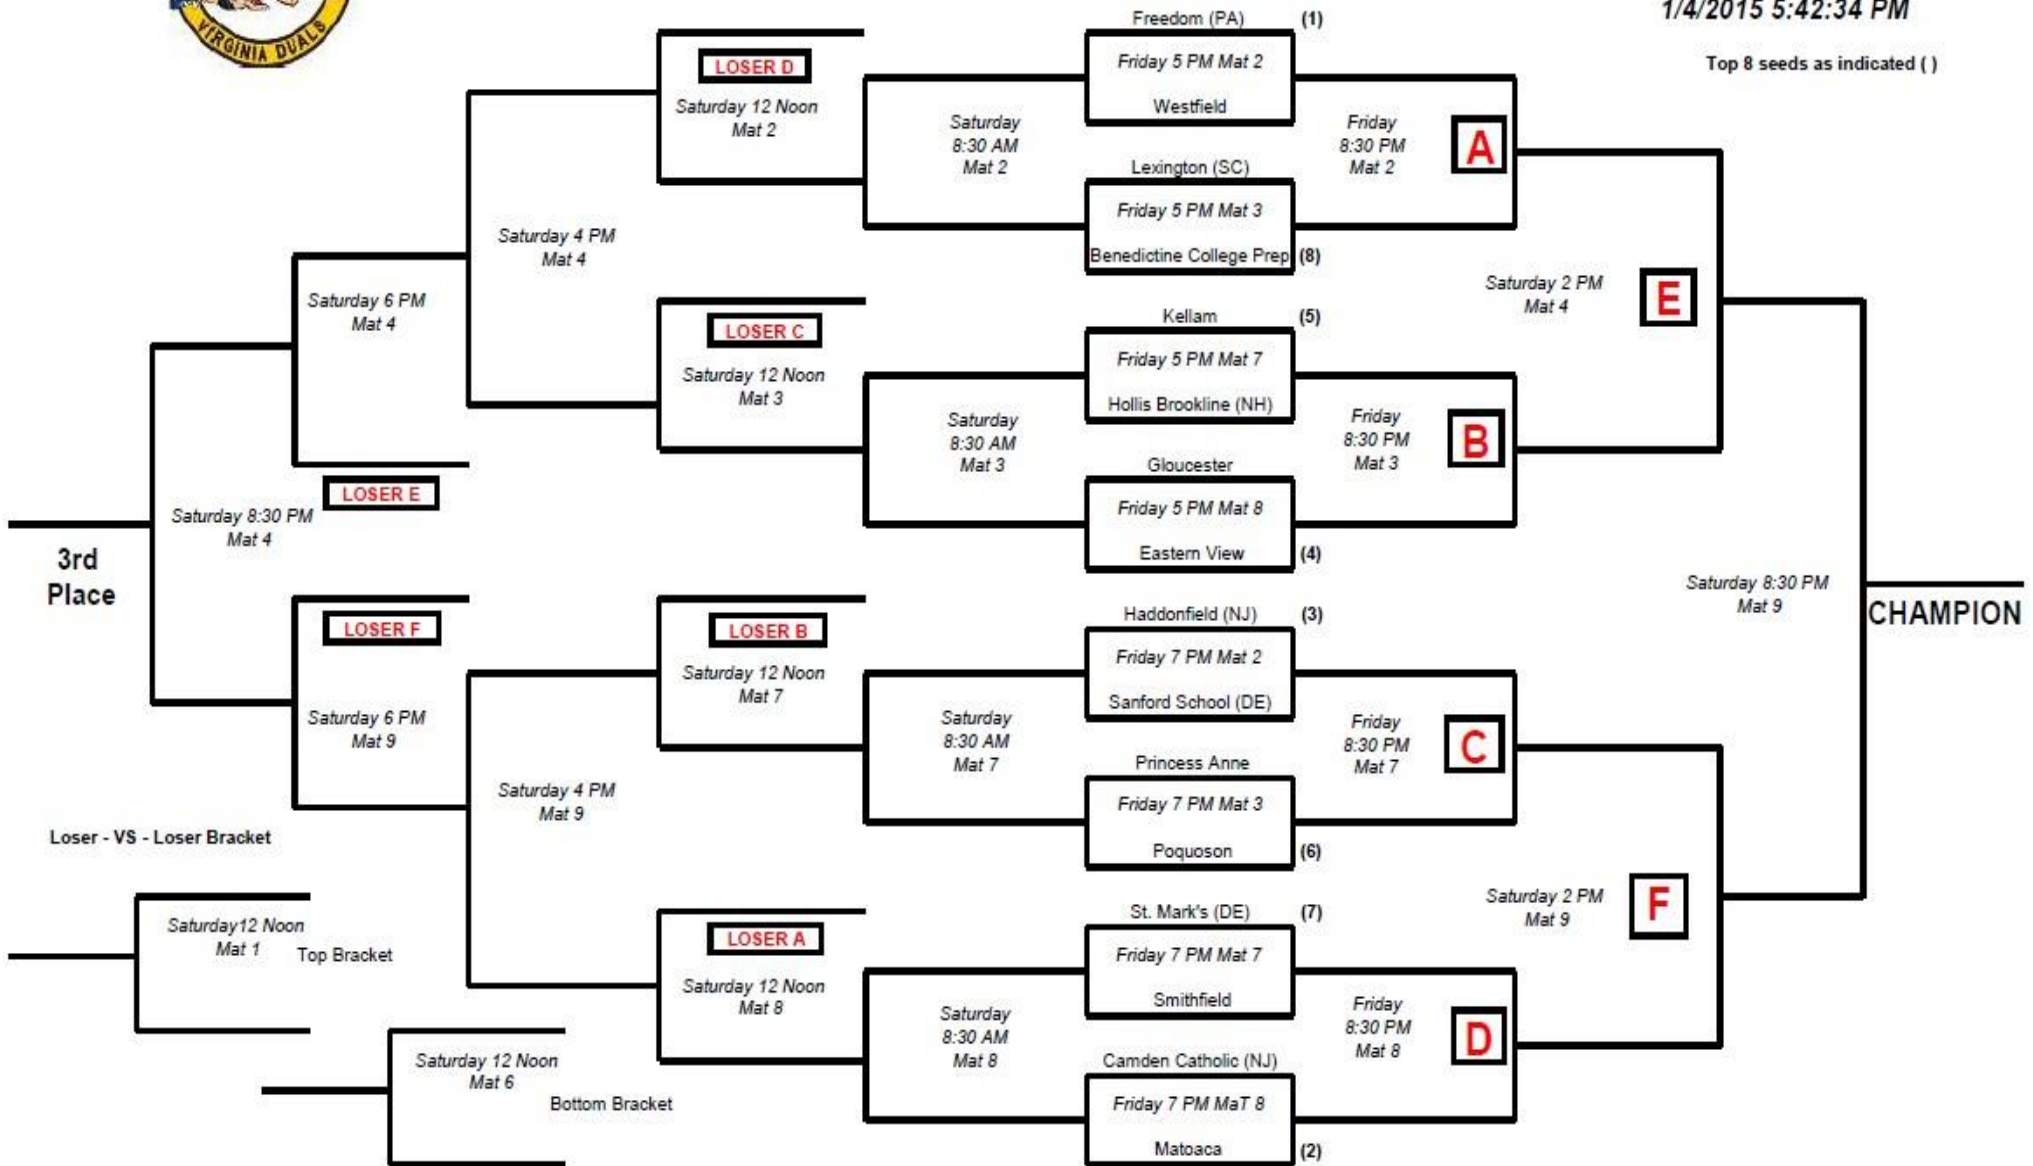 VIRGINIA DUALS
1/4/2015 5:42:34 PM
Top 8 seeds as indicated ( )
Freedom (PA) (1)
Friday 5 PM Mat 2
Westfield
Lexington (SC)
Friday 5 PM Mat 3
Benedictine College Prep (8)
Kellam (5)
Friday 5 PM Mat 7
Hollis Brookline (NH)
Gloucester
Friday 5 PM Mat 8
Eastern View (4)
Haddonfield (NJ) (3)
Friday 7 PM Mat 2
Sanford School (DE)
Princess Anne
Friday 7 PM Mat 3
Poquoson (6)
St. Mark's (DE) (7)
Friday 7 PM Mat 7
Smithfield
Camden Catholic (NJ)
Friday 7 PM MaT 8
Matoaca (2)
Friday
8:30 PM
Mat 2
A
Friday
8:30 PM
Mat 3
B
Friday
8:30 PM
Mat 7
C
Friday
8:30 PM
Mat 8
D
Saturday 2 PM
Mat 4
E
Saturday 2 PM
Mat 9
F
Saturday 8:30 PM
Mat 9
CHAMPION
Saturday
8:30 AM
Mat 2
Saturday
8:30 AM
Mat 3
Saturday
8:30 AM
Mat 7
Saturday
8:30 AM
Mat 8
LOSER D
Saturday 12 Noon
Mat 2
LOSER C
Saturday 12 Noon
Mat 3
LOSER B
Saturday 12 Noon
Mat 7
LOSER A
Saturday 12 Noon
Mat 8
Saturday 4 PM
Mat 4
Saturday 4 PM
Mat 9
Saturday 6 PM
Mat 4
LOSER E
LOSER F
Saturday 6 PM
Mat 9
Saturday 8:30 PM
Mat 4
3rd
Place
Loser - VS - Loser Bracket
Saturday12 Noon
Mat 1
Top Bracket
Saturday 12 Noon
Mat 6
Bottom Bracket